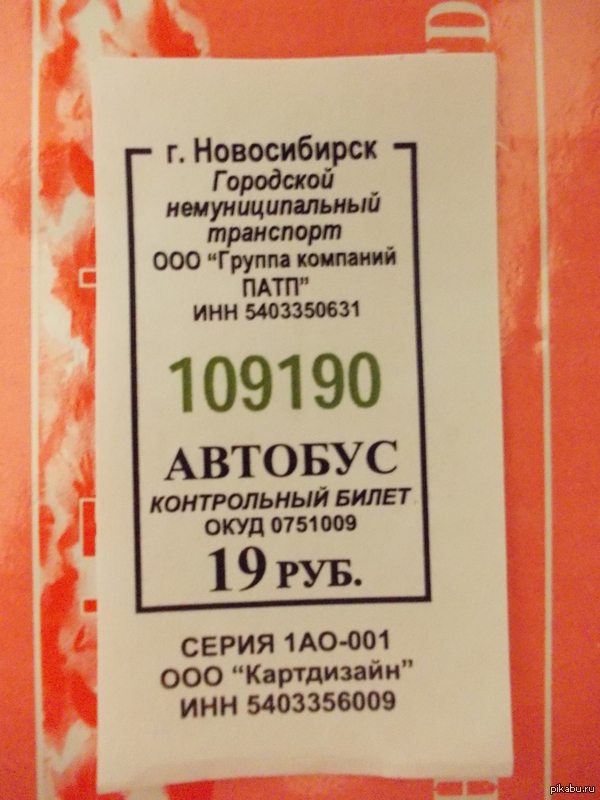 г. Новосибирск
Городской
немуниципальный
транспорт
ООО “Группа компаний
ПАТП”
ИНН 5403350631
109190
АВТОБУС
КОНТРОЛЬНЫЙ БИЛЕТ
ОКУД 0751009
19 РУБ.
СЕРИЯ 1АО-001
ООО “Картдизайн”
ИНН 5403356009
pikabu.ru